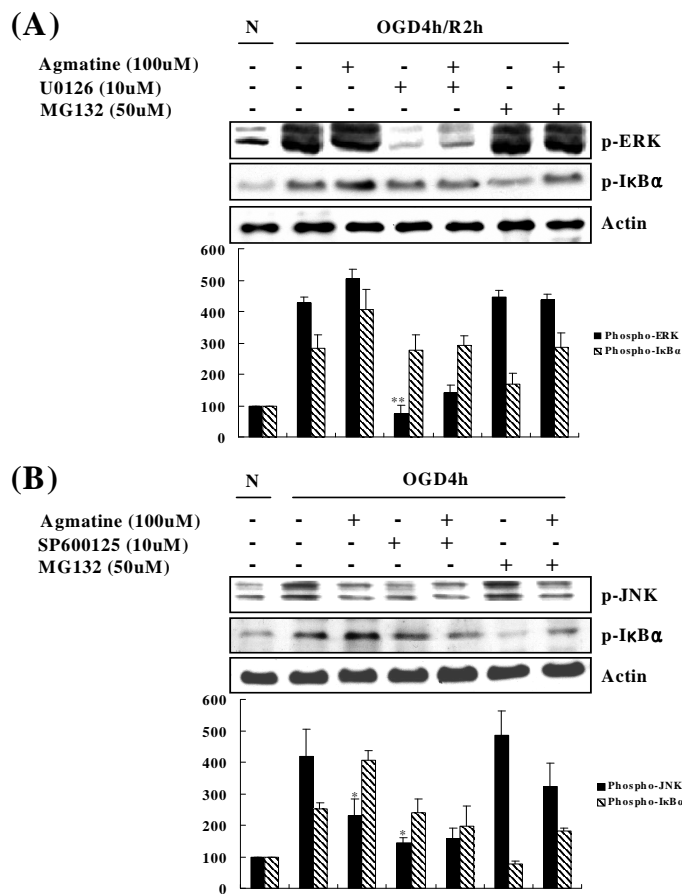 (A)
N OGD4h/R2h
Agmatine (100uM) - - + - + - +
U0126 (10uM) - - - + + - -
MG132 (50uM) - - - - - + +
p-ERK
p-IκBα
Actin
600
500
400
300
200
100
0
**
Phospho-ERK
Phospho-IκBα
(B)
N OGD4h
Agmatine (100uM) - - + - + - +
SP600125 (10uM) - - - + + - -
MG132 (50uM) - - - - - + +
p-JNK
p-IκBα
Actin
700
600
500
400
300
200
100
0
*
*
Phospho-JNK
Phospho-IκBα